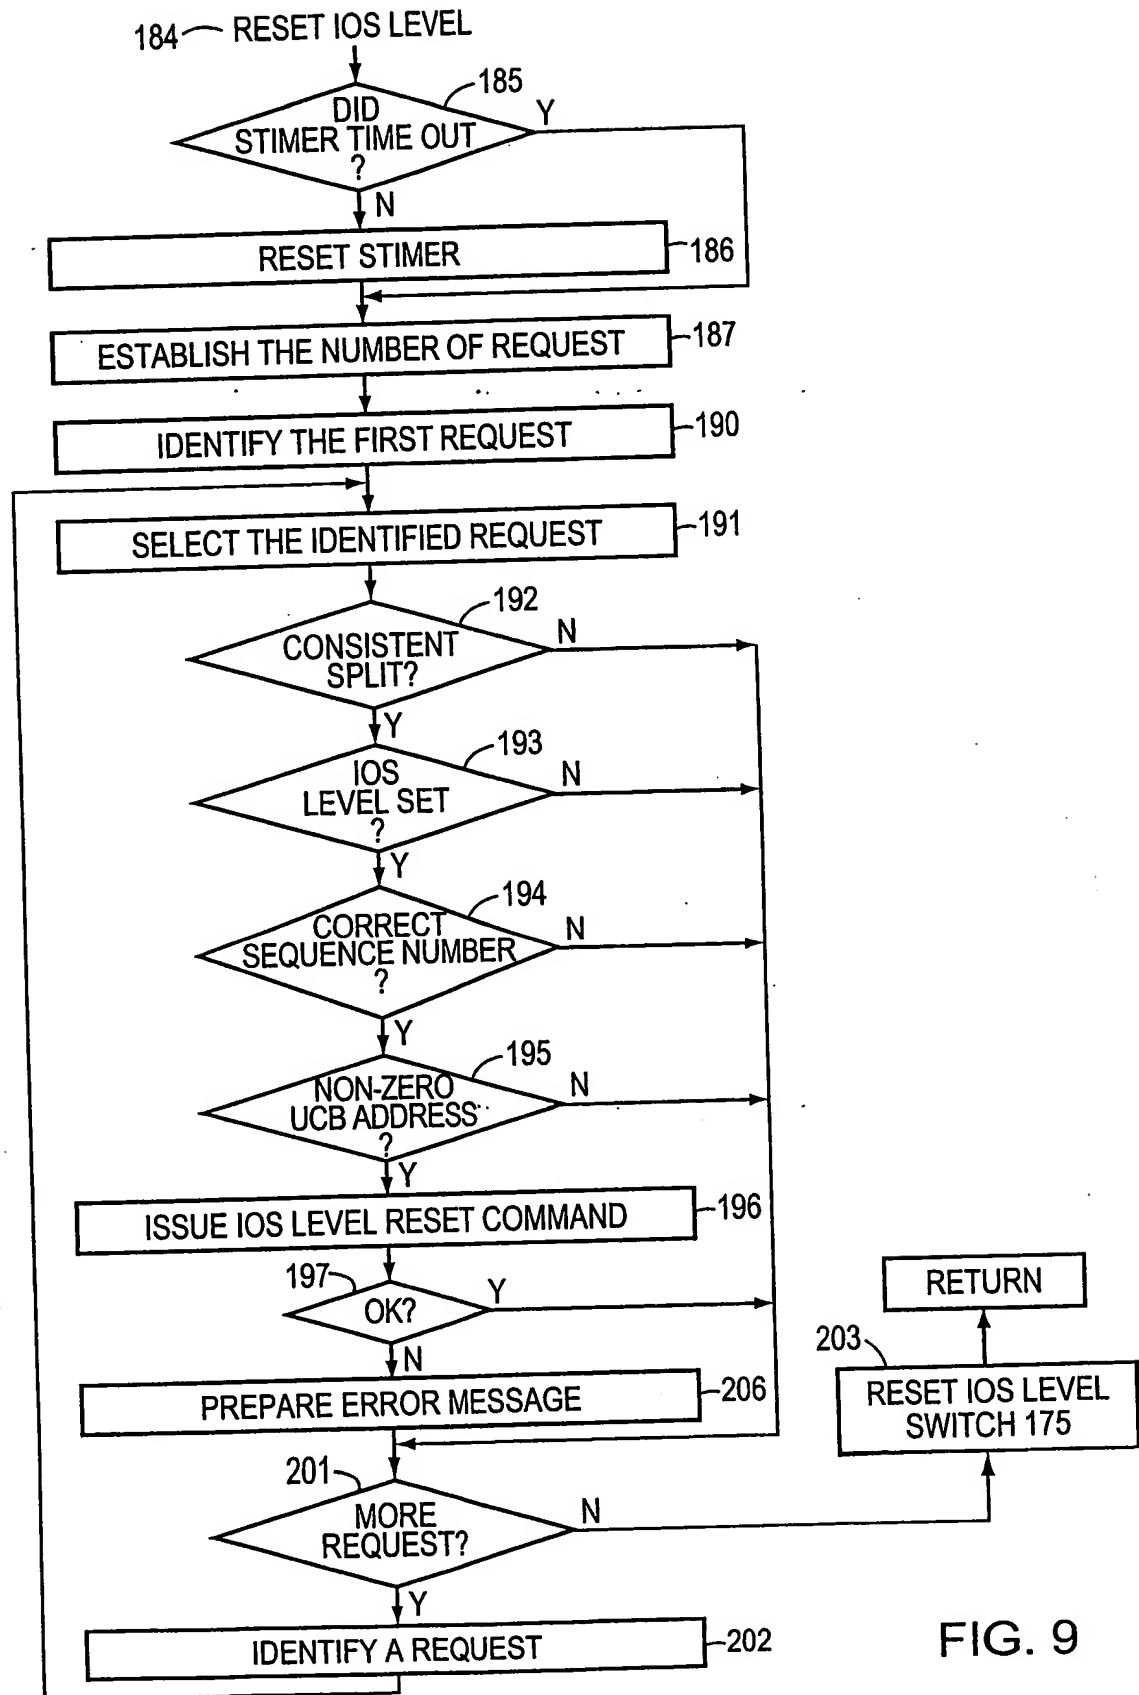 184 RESET IOS LEVEL
185
DID
STIMER TIME OUT
?
Y
N
RESET STIMER
186
ESTABLISH THE NUMBER OF REQUEST
187
IDENTIFY THE FIRST REQUEST
190
SELECT THE IDENTIFIED REQUEST
191
192
CONSISTENT
SPLIT?
N
Y
193
IOS
LEVEL SET
?
N
Y
194
CORRECT
SEQUENCE NUMBER
?
N
Y
195
NON-ZERO
UCB ADDRESS
?
N
Y
ISSUE IOS LEVEL RESET COMMAND
196
197
OK?
Y
N
PREPARE ERROR MESSAGE
206
201
MORE
REQUEST?
N
Y
IDENTIFY A REQUEST
202
RETURN
203
RESET IOS LEVEL
SWITCH 175
FIG. 9